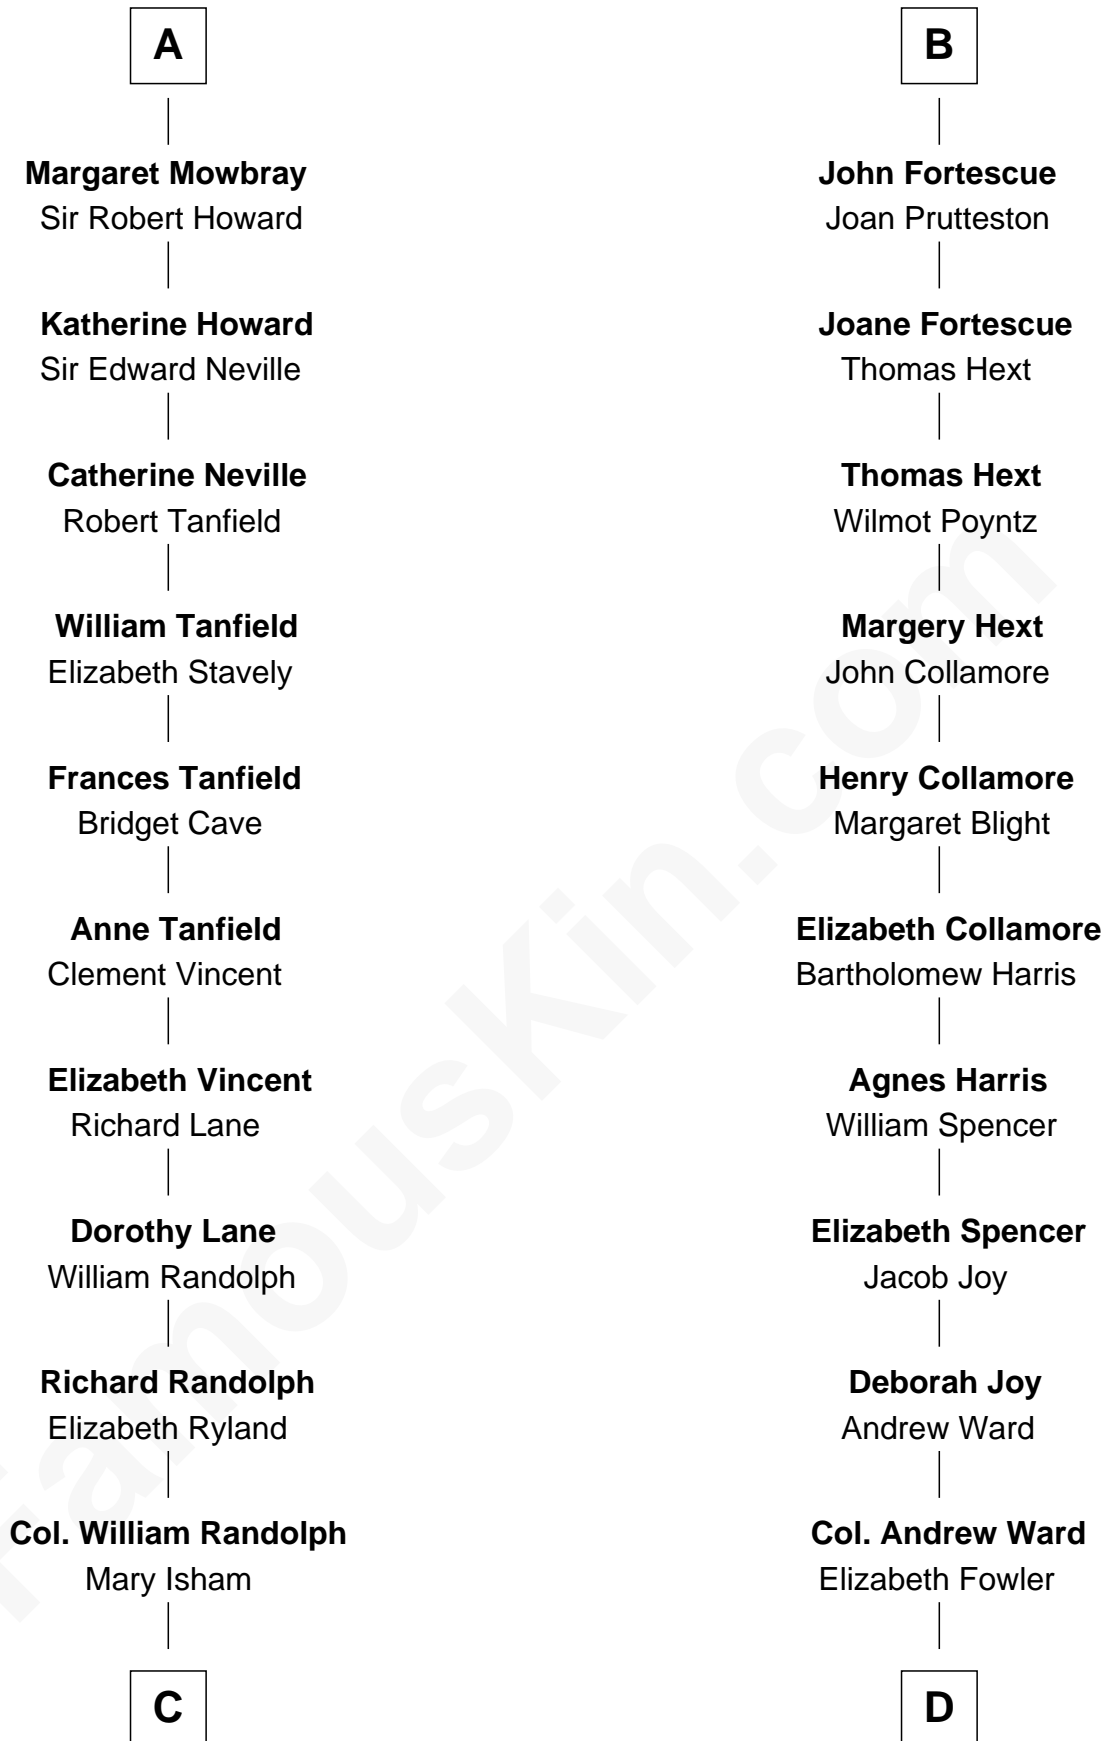 A
Margaret Mowbray
Sir Robert Howard
Katherine Howard
Sir Edward Neville
Catherine Neville
Robert Tanfield
William Tanfield
Elizabeth Stavely
Frances Tanfield
Bridget Cave
Anne Tanfield
Clement Vincent
Elizabeth Vincent
Richard Lane
Dorothy Lane
William Randolph
Richard Randolph
Elizabeth Ryland
Col. William Randolph
Mary Isham
C
B
John Fortescue
Joan Prutteston
Joane Fortescue
Thomas Hext
Thomas Hext
Wilmot Poyntz
Margery Hext
John Collamore
Henry Collamore
Margaret Blight
Elizabeth Collamore
Bartholomew Harris
Agnes Harris
William Spencer
Elizabeth Spencer
Jacob Joy
Deborah Joy
Andrew Ward
Col. Andrew Ward
Elizabeth Fowler
D
FamousKin.com